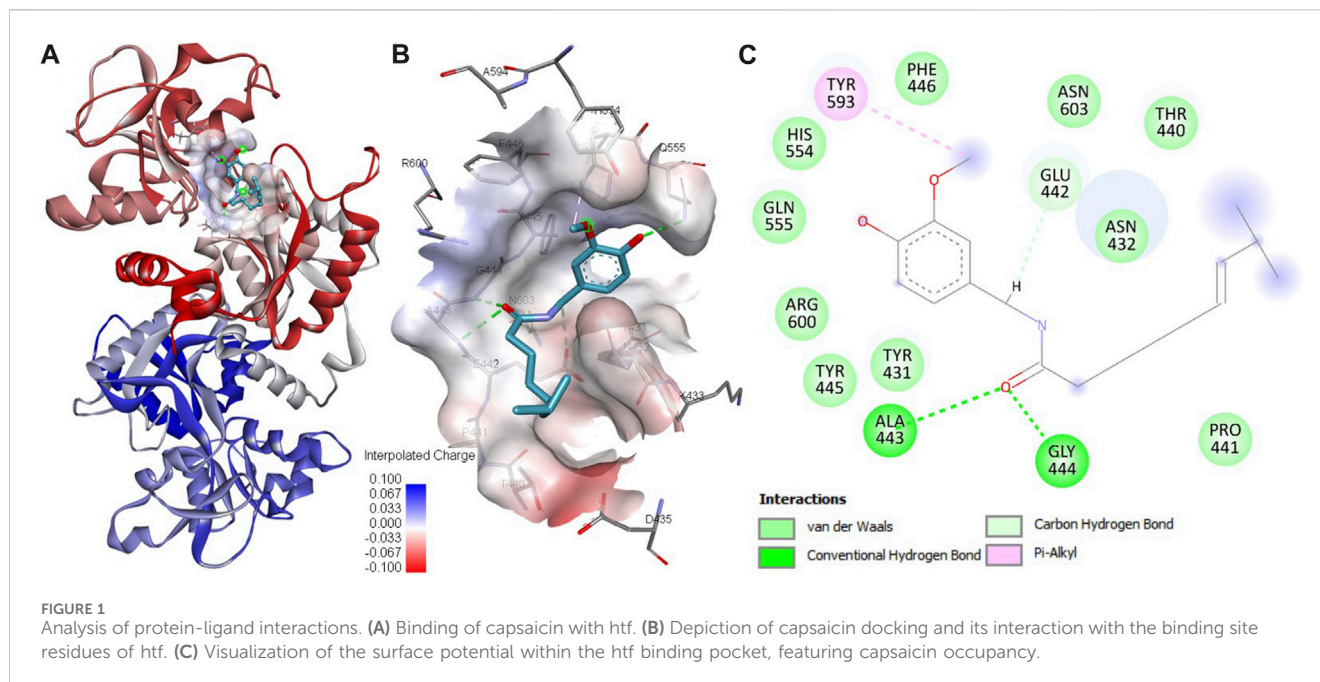 A
B
C
A594
F446
Q555
R600
G444
N603
E442
K433
P441
T440
D435
Interpolated Charge
0.100
0.067
0.033
0.000
-0.033
-0.067
-0.100
TYR
593
PHE
446
ASN
603
THR
440
HIS
554
GLU
442
GLN
555
ASN
432
O
O
H
ARG
600
N
TYR
445
TYR
431
O
ALA
443
GLY
444
PRO
441
Interactions
van der Waals
Conventional Hydrogen Bond
Carbon Hydrogen Bond
Pi-Alkyl
FIGURE 1
Analysis of protein-ligand interactions. (A) Binding of capsaicin with htf. (B) Depiction of capsaicin docking and its interaction with the binding site
residues of htf. (C) Visualization of the surface potential within the htf binding pocket, featuring capsaicin occupancy.